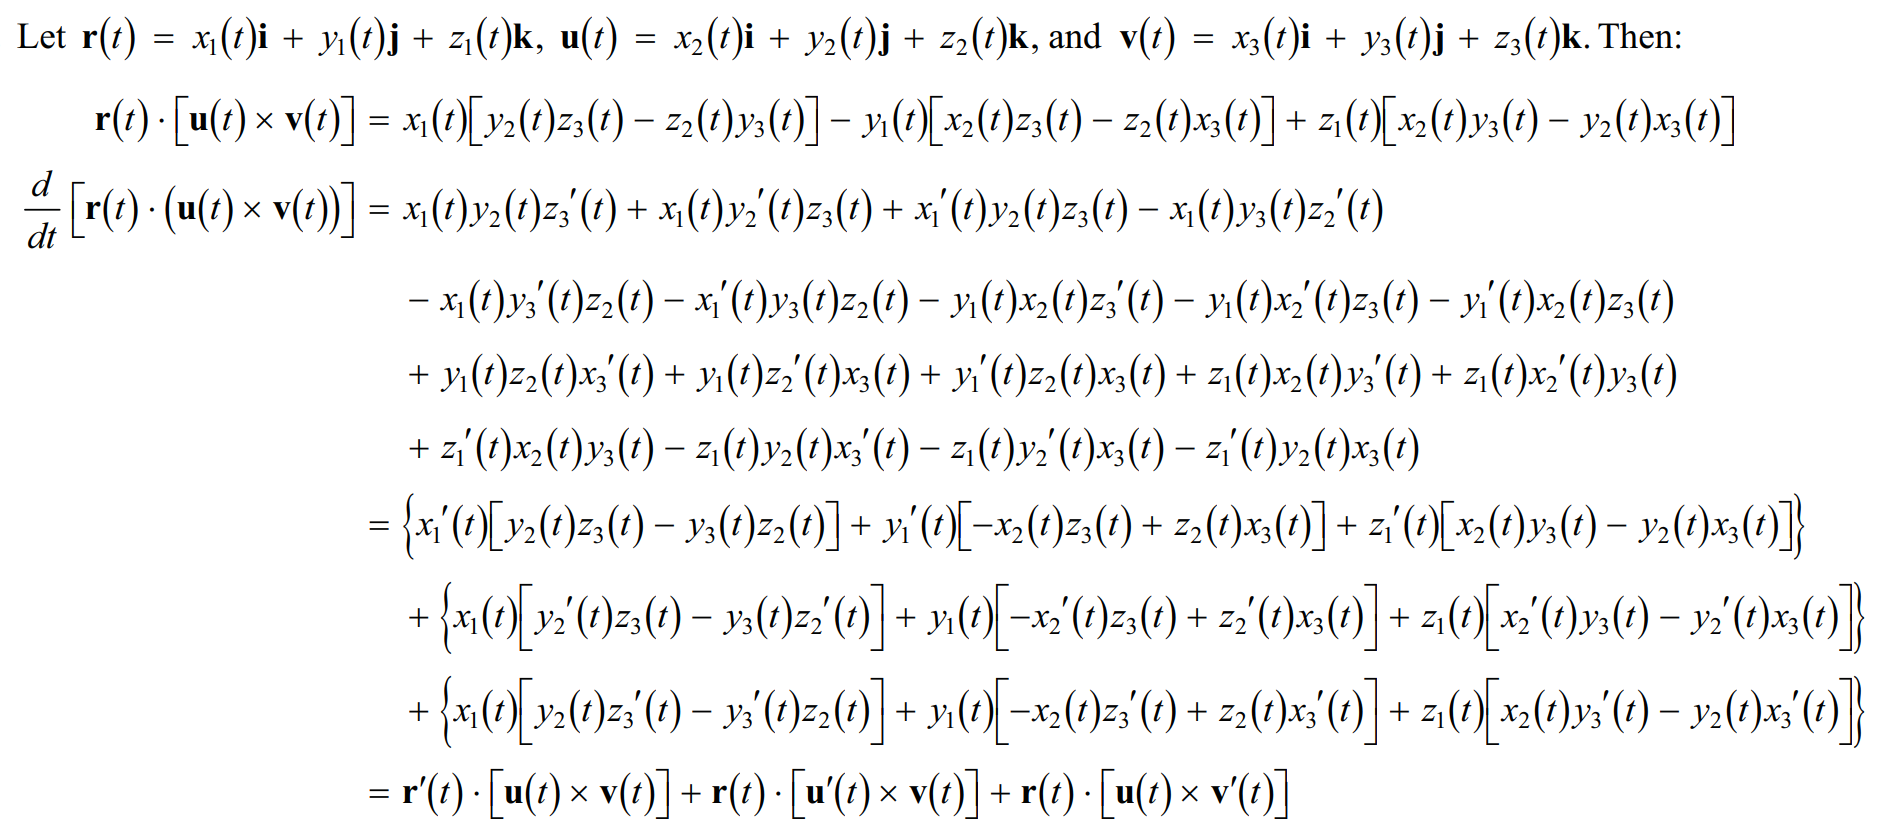 Let r(t) = x₁(t)i + y₁(t)j + z₁(t)k, u(t) = x₂(t)i + y₂(t)j + z₂(t)k, and v(t) = x₃(t)i + y₃(t)j + z₃(t)k. Then:
r(t) · [u(t) × v(t)] = x₁(t)[y₂(t)z₃(t) − z₂(t)y₃(t)] − y₁(t)[x₂(t)z₃(t) − z₂(t)x₃(t)] + z₁(t)[x₂(t)y₃(t) − y₂(t)x₃(t)]
d/dt [r(t) · (u(t) × v(t))] = x₁(t)y₂(t)z₃′(t) + x₁(t)y₂′(t)z₃(t) + x₁′(t)y₂(t)z₃(t) − x₁(t)y₃(t)z₂′(t)
− x₁(t)y₃′(t)z₂(t) − x₁′(t)y₃(t)z₂(t) − y₁(t)x₂(t)z₃′(t) − y₁(t)x₂′(t)z₃(t) − y₁′(t)x₂(t)z₃(t)
+ y₁(t)z₂(t)x₃′(t) + y₁(t)z₂′(t)x₃(t) + y₁′(t)z₂(t)x₃(t) + z₁(t)x₂(t)y₃′(t) + z₁(t)x₂′(t)y₃(t)
+ z₁′(t)x₂(t)y₃(t) − z₁(t)y₂(t)x₃′(t) − z₁(t)y₂′(t)x₃(t) − z₁′(t)y₂(t)x₃(t)
= {x₁′(t)[y₂(t)z₃(t) − y₃(t)z₂(t)] + y₁′(t)[−x₂(t)z₃(t) + z₂(t)x₃(t)] + z₁′(t)[x₂(t)y₃(t) − y₂(t)x₃(t)]}
+ {x₁(t)[y₂′(t)z₃(t) − y₃(t)z₂′(t)] + y₁(t)[−x₂′(t)z₃(t) + z₂′(t)x₃(t)] + z₁(t)[x₂′(t)y₃(t) − y₂′(t)x₃(t)]}
+ {x₁(t)[y₂(t)z₃′(t) − y₃′(t)z₂(t)] + y₁(t)[−x₂(t)z₃′(t) + z₂(t)x₃′(t)] + z₁(t)[x₂(t)y₃′(t) − y₂(t)x₃′(t)]}
= r′(t) · [u(t) × v(t)] + r(t) · [u′(t) × v(t)] + r(t) · [u(t) × v′(t)]